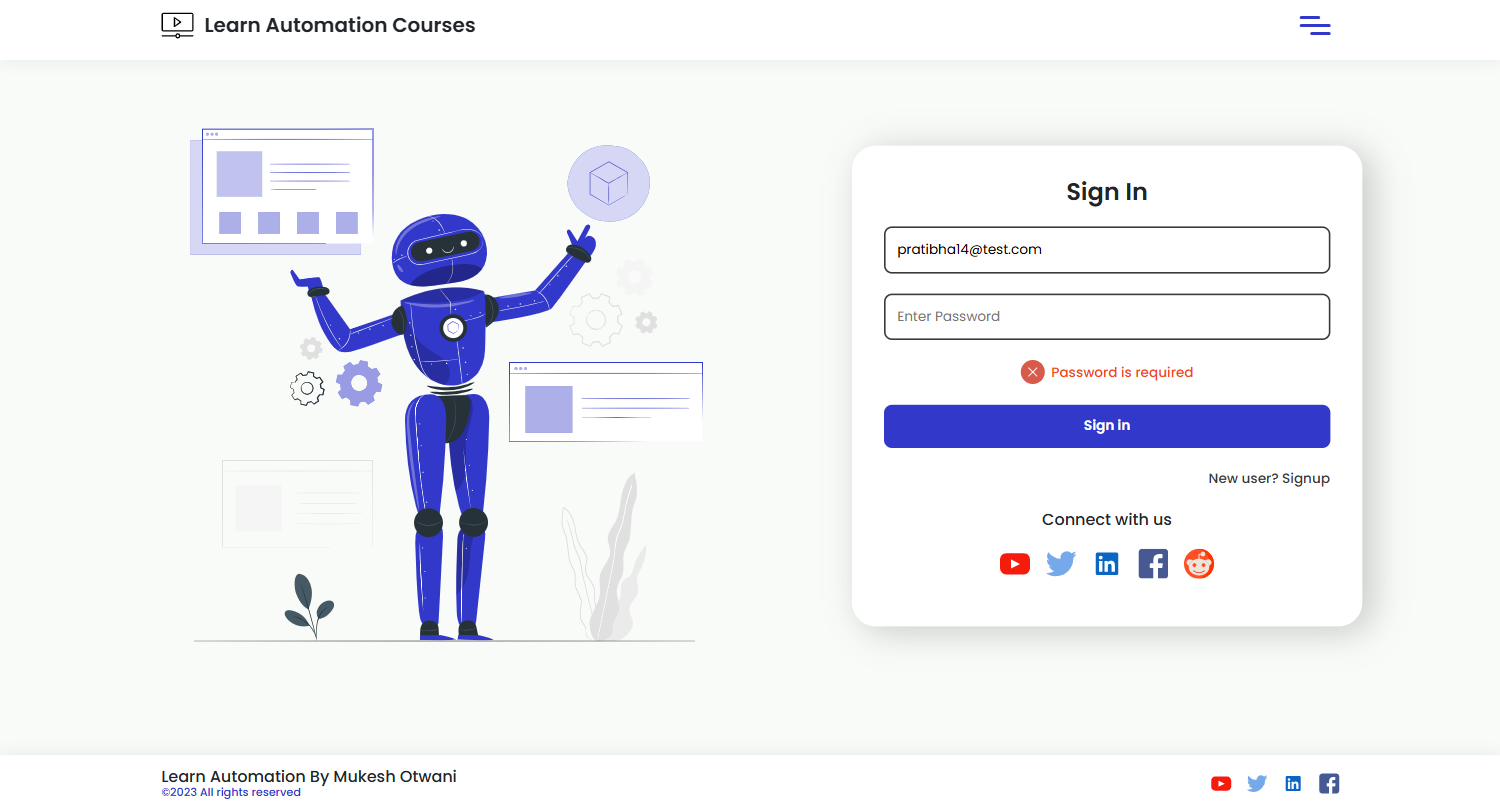 Learn Automation Courses
Sign In
pratibha14@test.com
Enter Password
Password is required
Sign in
New user? Signup
Connect with us
Learn Automation By Mukesh Otwani
©2023 All rights reserved